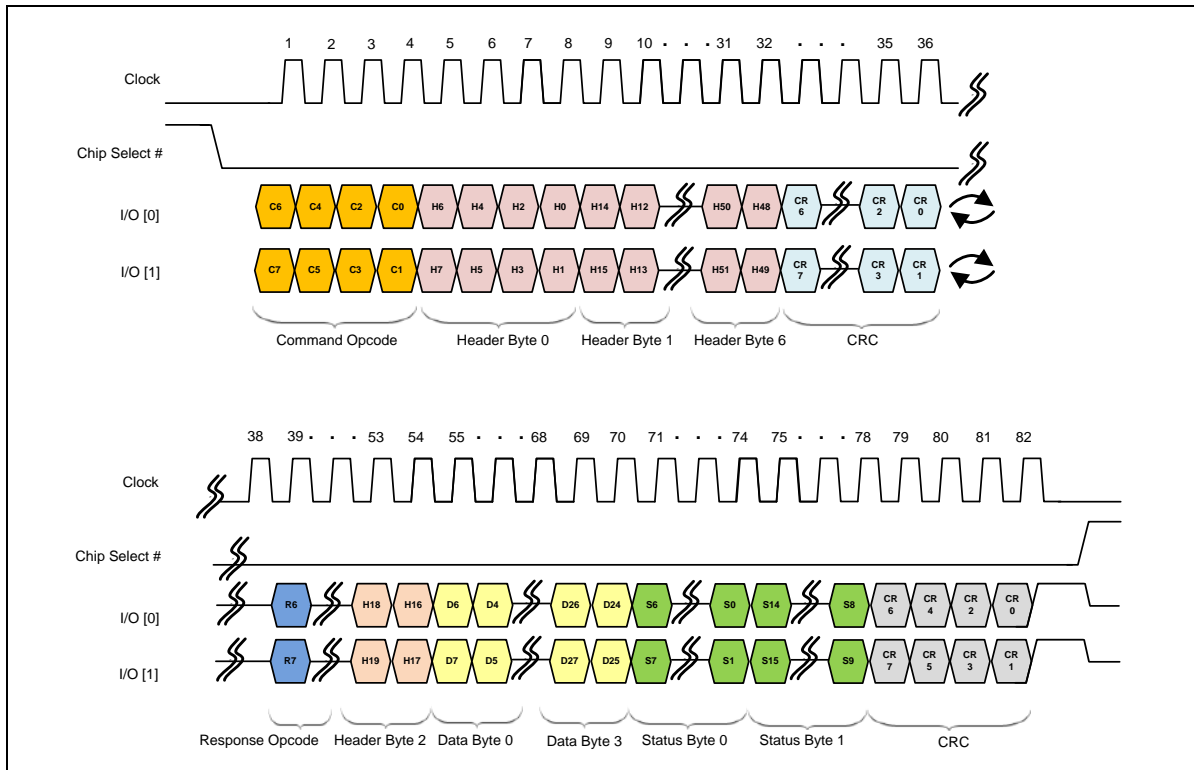 1 2 3 4 5 6 7 8 9 10 . . . 31 32 . . . 35 36
Clock
Chip Select #
I/O [0]
C6 C4 C2 C0 H6 H4 H2 H0 H14 H12 H50 H48 CR 6 CR 2 CR 0
I/O [1]
C7 C5 C3 C1 H7 H5 H3 H1 H15 H13 H51 H49 CR 7 CR 3 CR 1
Command Opcode Header Byte 0 Header Byte 1 Header Byte 6 CRC
38 39 . . . 53 54 55 . . . 68 69 70 71 . . . 74 75 . . . 78 79 80 81 82
Clock
Chip Select #
I/O [0]
R6 H18 H16 D6 D4 D26 D24 S6 S0 S14 S8 CR 6 CR 4 CR 2 CR 0
I/O [1]
R7 H19 H17 D7 D5 D27 D25 S7 S1 S15 S9 CR 7 CR 5 CR 3 CR 1
Response Opcode Header Byte 2 Data Byte 0 Data Byte 3 Status Byte 0 Status Byte 1 CRC